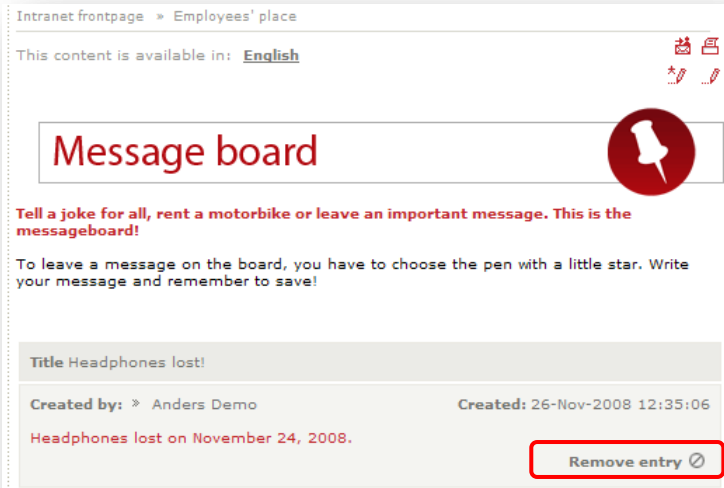 Intranet frontpage » Employees' place
This content is available in: English
Message board
Tell a joke for all, rent a motorbike or leave an important message. This is the
messageboard!
To leave a message on the board, you have to choose the pen with a little star. Write
your message and remember to save!
Title Headphones lost!
Created by: » Anders Demo Created: 26-Nov-2008 12:35:06
Headphones lost on November 24, 2008.
Remove entry